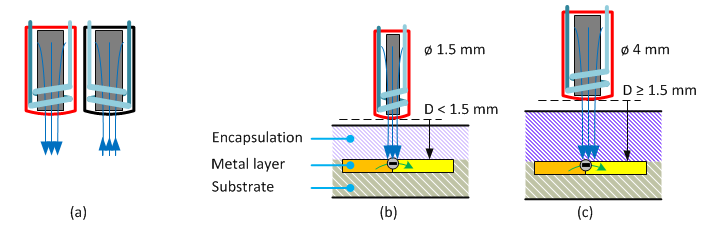 ø 1.5 mm
ø 4 mm
D < 1.5 mm
D ≥ 1.5 mm
Encapsulation
Metal layer
Substrate
(a)
(b)
(c)